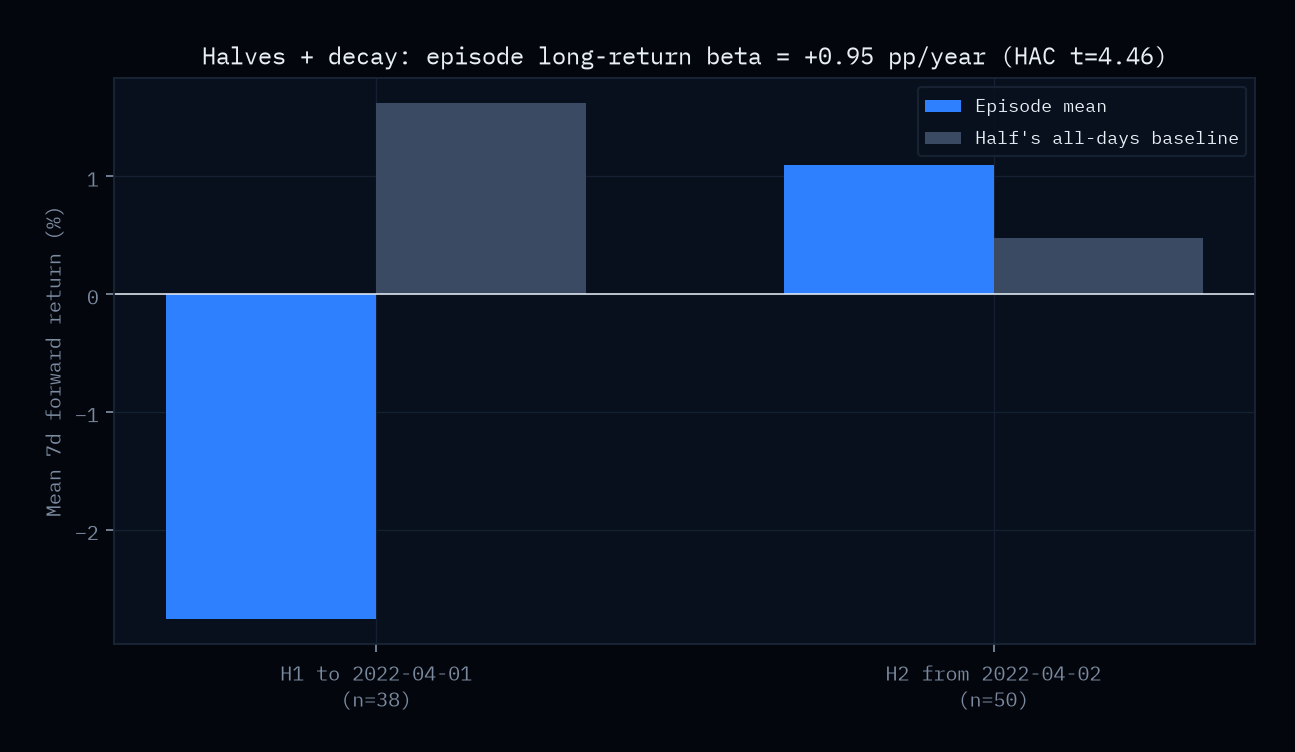 Halves + decay: episode long-return beta = +0.95 pp/year (HAC t=4.46)
Episode mean
Half's all-days baseline
Mean 7d forward return (%)
1
0
−1
−2
H1 to 2022-04-01
(n=38)
H2 from 2022-04-02
(n=50)